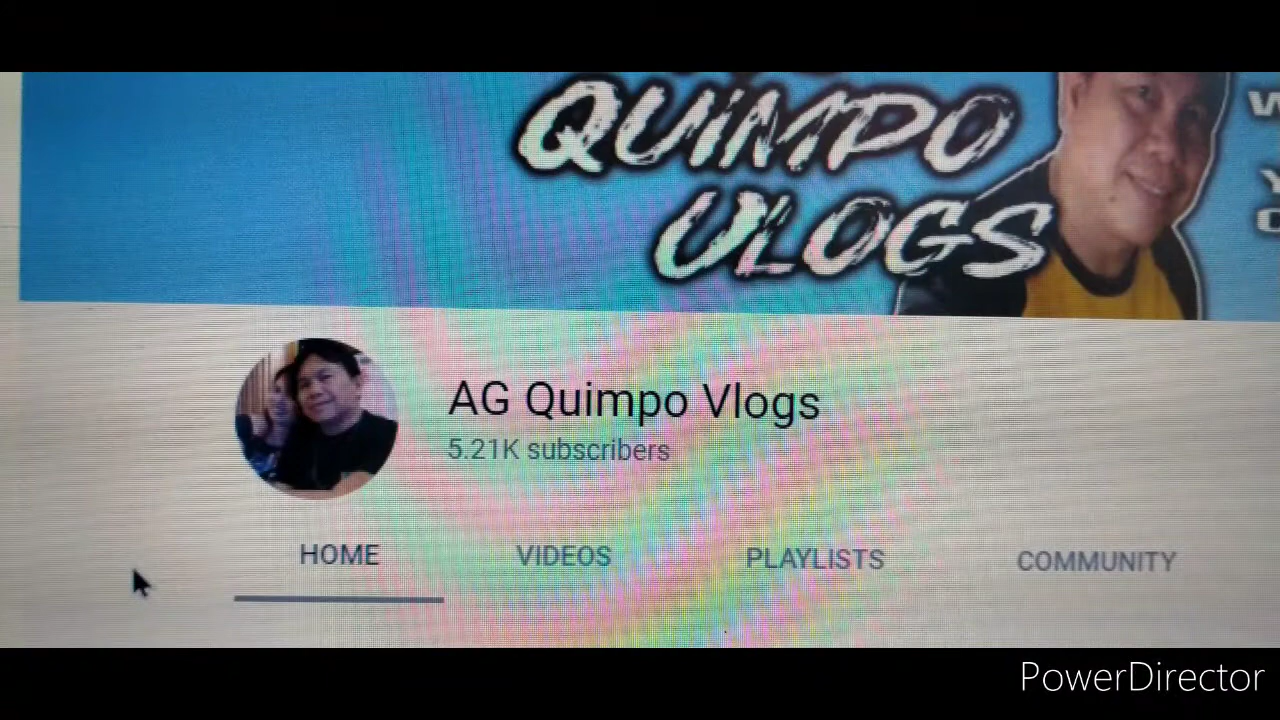 QUIMPO
VLOGS
AG Quimpo Vlogs
5.21K subscribers
HOME VIDEOS PLAYLISTS COMMUNITY
PowerDirector